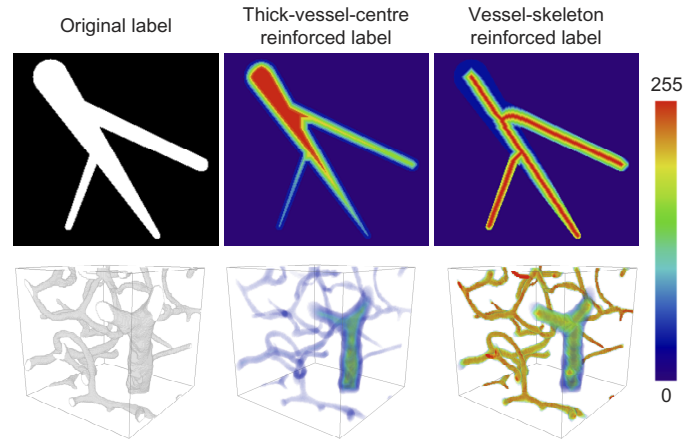 Original label
Thick-vessel-centre
reinforced label
Vessel-skeleton
reinforced label
255
0